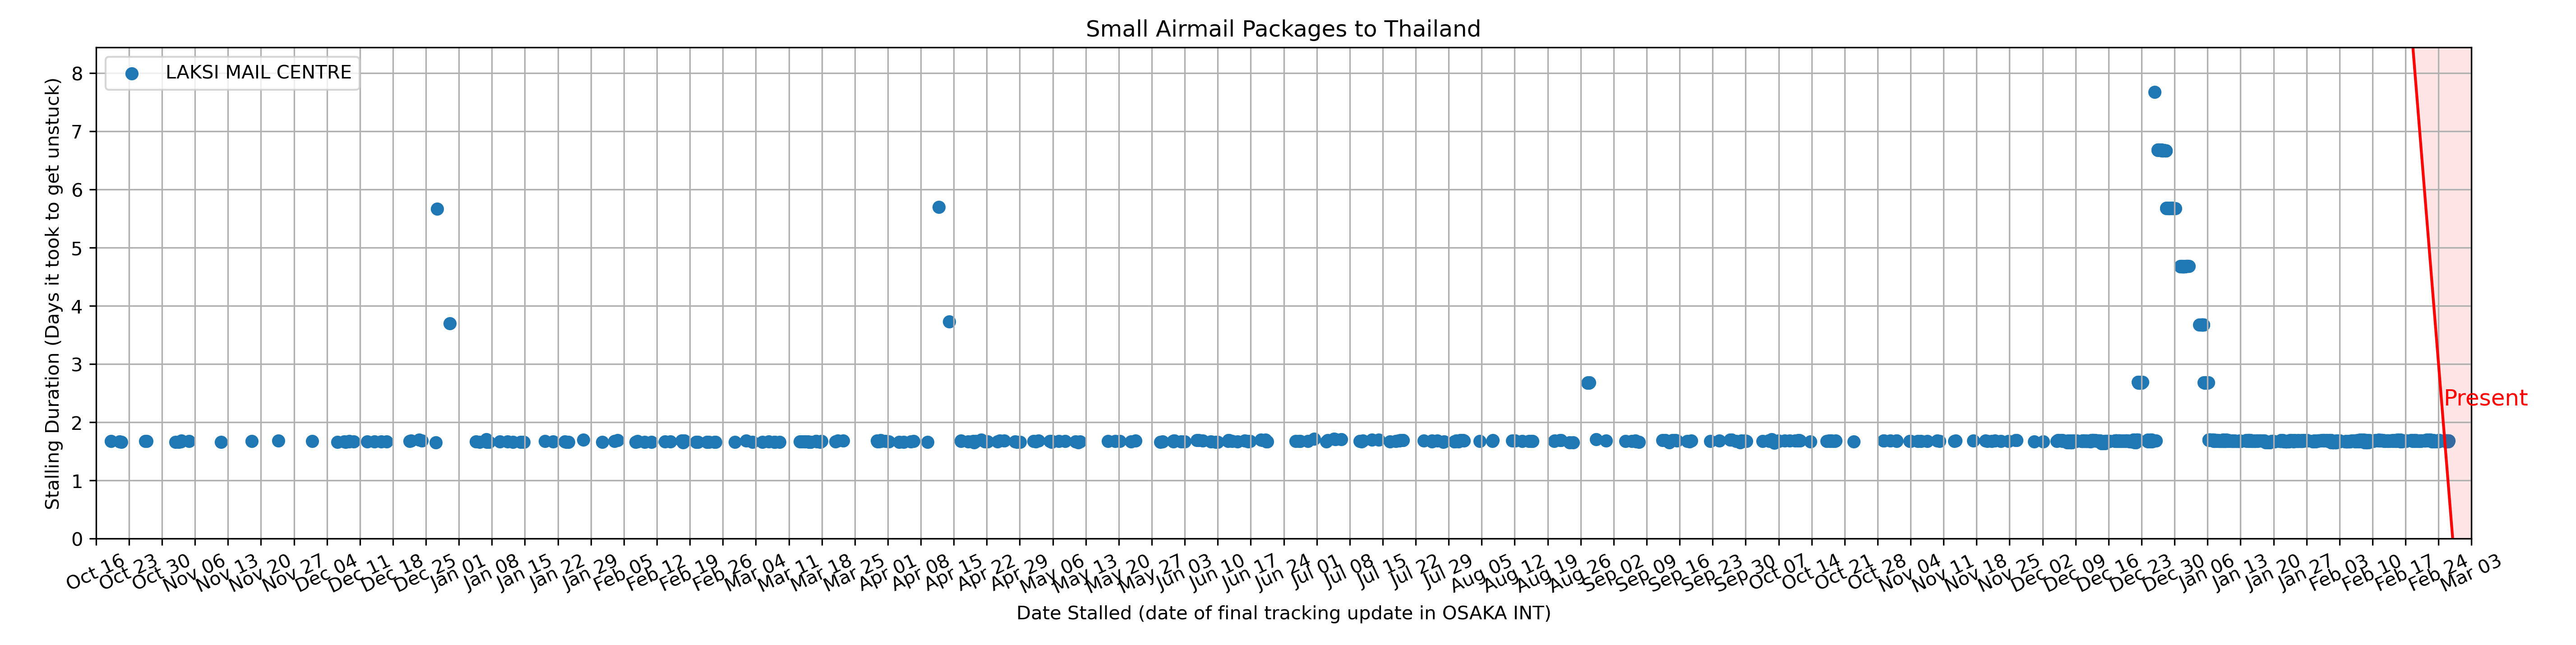 Small Airmail Packages to Thailand
LAKSI MAIL CENTRE
Stalling Duration (Days it took to get unstuck)
8
7
6
5
4
3
2
1
0
Present
Oct 16 Oct 23 Oct 30 Nov 06 Nov 13 Nov 20 Nov 27 Dec 04 Dec 11 Dec 18 Dec 25 Jan 01 Jan 08 Jan 15 Jan 22 Jan 29 Feb 05 Feb 12 Feb 19 Feb 26 Mar 04 Mar 11 Mar 18 Mar 25 Apr 01 Apr 08 Apr 15 Apr 22 Apr 29 May 06 May 13 May 20 May 27 Jun 03 Jun 10 Jun 17 Jun 24 Jul 01 Jul 08 Jul 15 Jul 22 Jul 29 Aug 05 Aug 12 Aug 19 Aug 26 Sep 02 Sep 09 Sep 16 Sep 23 Sep 30 Oct 07 Oct 14 Oct 21 Oct 28 Nov 04 Nov 11 Nov 18 Nov 25 Dec 02 Dec 09 Dec 16 Dec 23 Dec 30 Jan 06 Jan 13 Jan 20 Jan 27 Feb 03 Feb 10 Feb 17 Feb 24 Mar 03
Date Stalled (date of final tracking update in OSAKA INT)